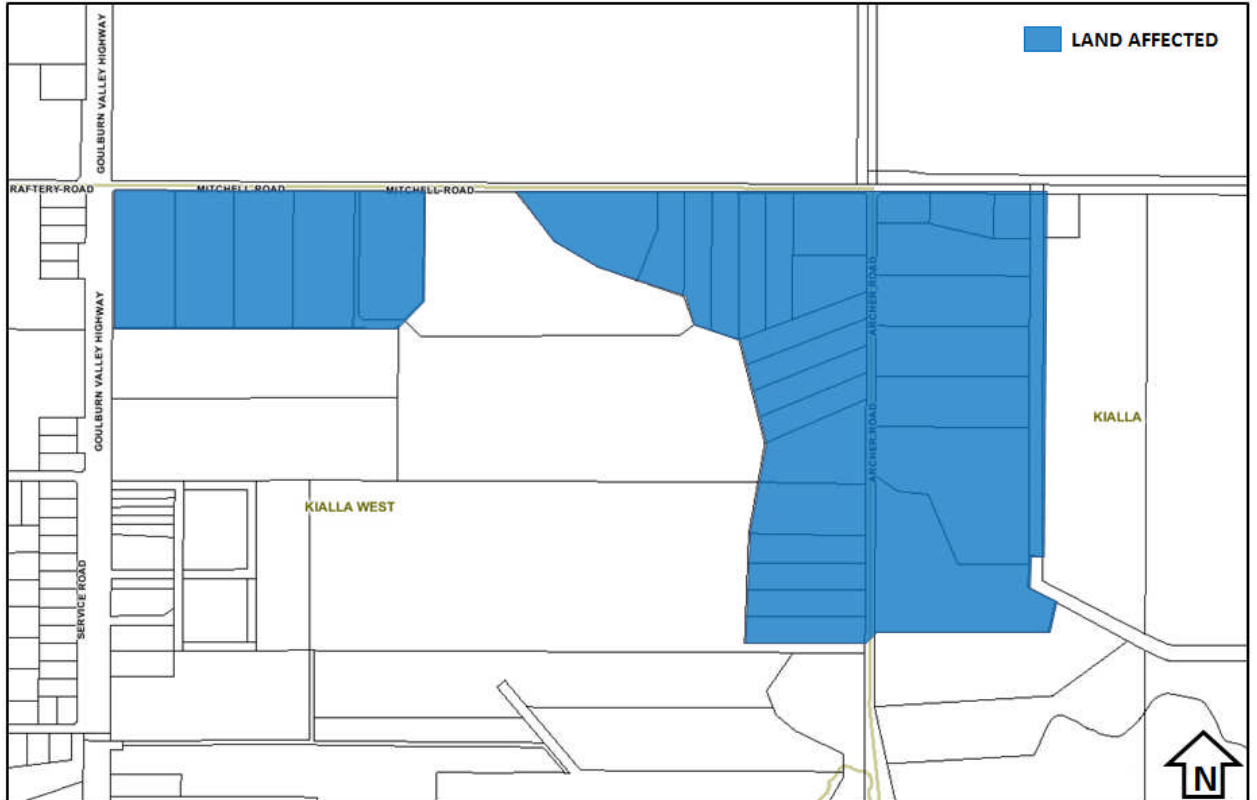 LAND AFFECTED
GOULBURN VALLEY HIGHWAY
RAFTERY ROAD
MITCHELL ROAD
MITCHELL ROAD
ARCHER ROAD
GOULBURN VALLEY HIGHWAY
ARCHER ROAD
KIALLA
KIALLA WEST
SERVICE ROAD
N